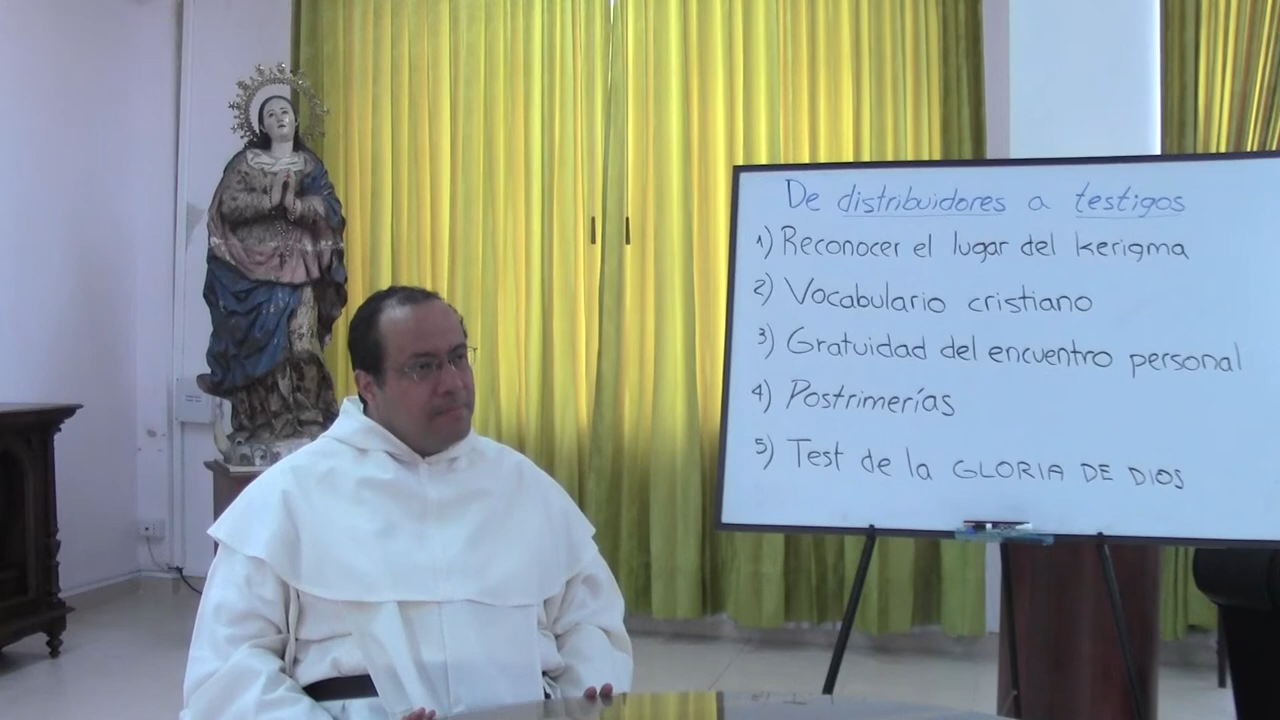 De distribuidores a testigos
1) Reconocer el lugar del kerigma
2) Vocabulario cristiano
3) Gratuidad del encuentro personal
4) Postrimerías
5) Test de la GLORIA DE DIOS